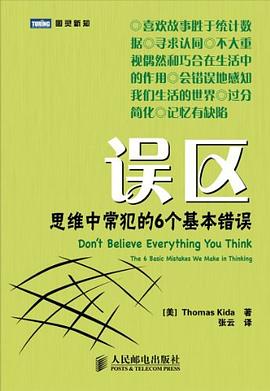 TURING 图灵新知
◎喜欢故事胜于统计数
据◎寻求认同◎不大重
视偶然和巧合在生活中
的作用◎会错误地感知
我们生活的世界◎过分
简化◎记忆有缺陷
误区
思维中常犯的6个基本错误
Don't Believe Everything You Think
The 6 Basic Mistakes We Make in Thinking
[美] Thomas Kida 著
张云 译
人民邮电出版社
POSTS & TELECOM PRESS